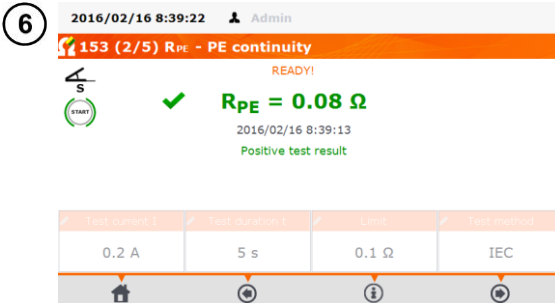 6
2016/02/16 8:39:22 Admin
153 (2/5) RPE - PE continuity
READY!
S
START
RPE = 0.08 Ω
2016/02/16 8:39:13
Positive test result
Test current I Test duration t Limit Test method
0.2 A 5 s 0.1 Ω IEC